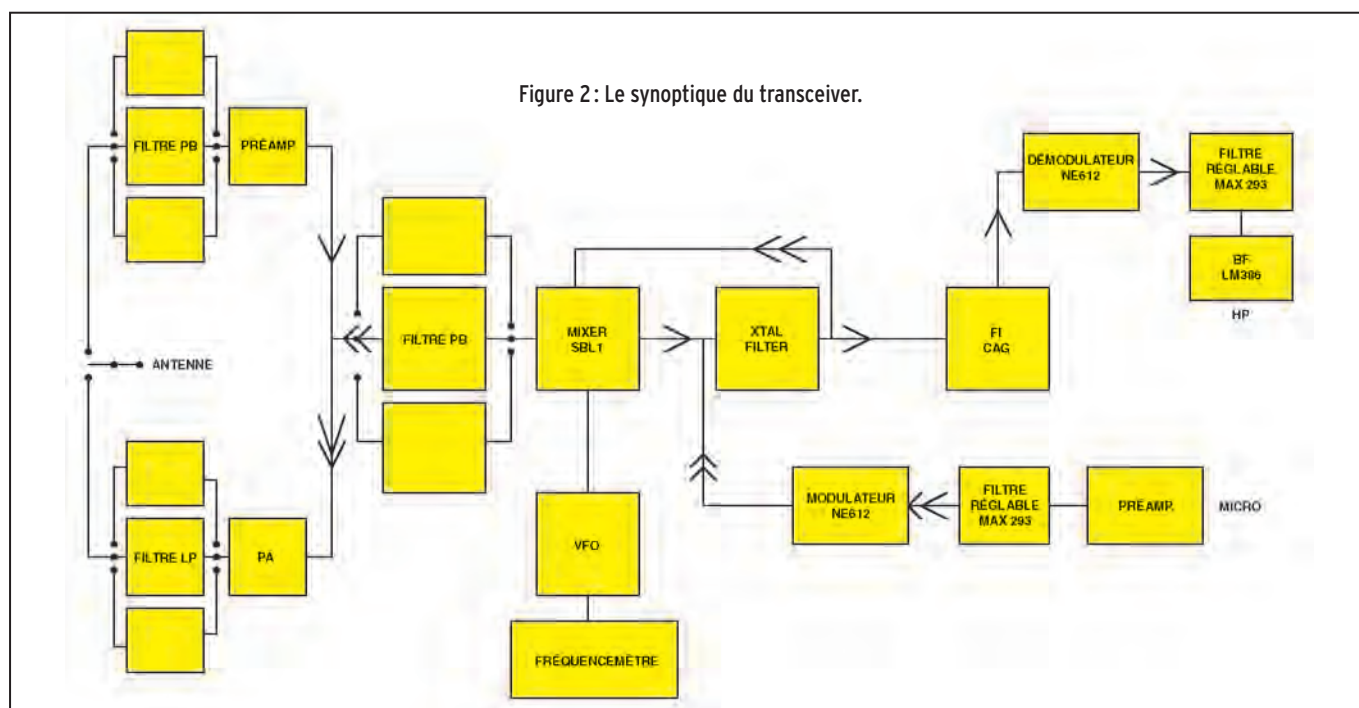 Figure 2 : Le synoptique du transceiver.
FILTRE PB
PRÉAMP
ANTENNE
FILTRE LP
PA
FILTRE PB
MIXER
SBL1
VFO
FRÉQUENCEMÈTRE
XTAL
FILTER
FI
CAG
DÉMODULATEUR
NE612
FILTRE
RÉGLABLE
MAX 293
BF
LM386
HP
MODULATEUR
NE612
FILTRE
RÉGLABLE
MAX 293
PRÉAMP.
MICRO